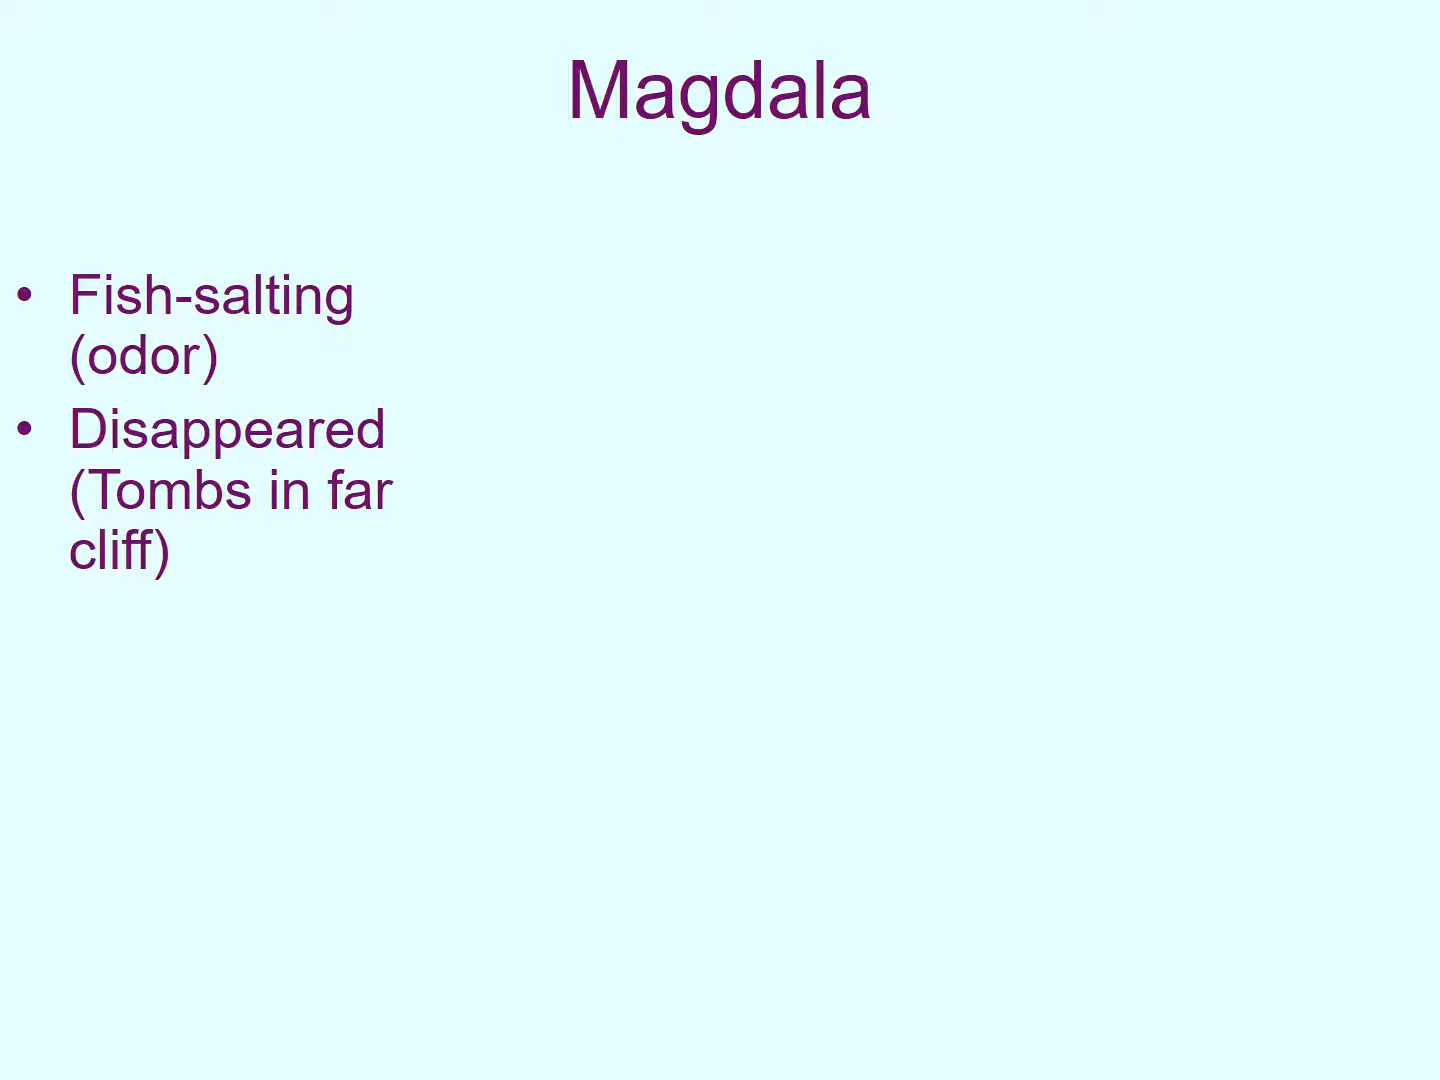 Magdala
• Fish-salting
(odor)
• Disappeared
(Tombs in far
cliff)